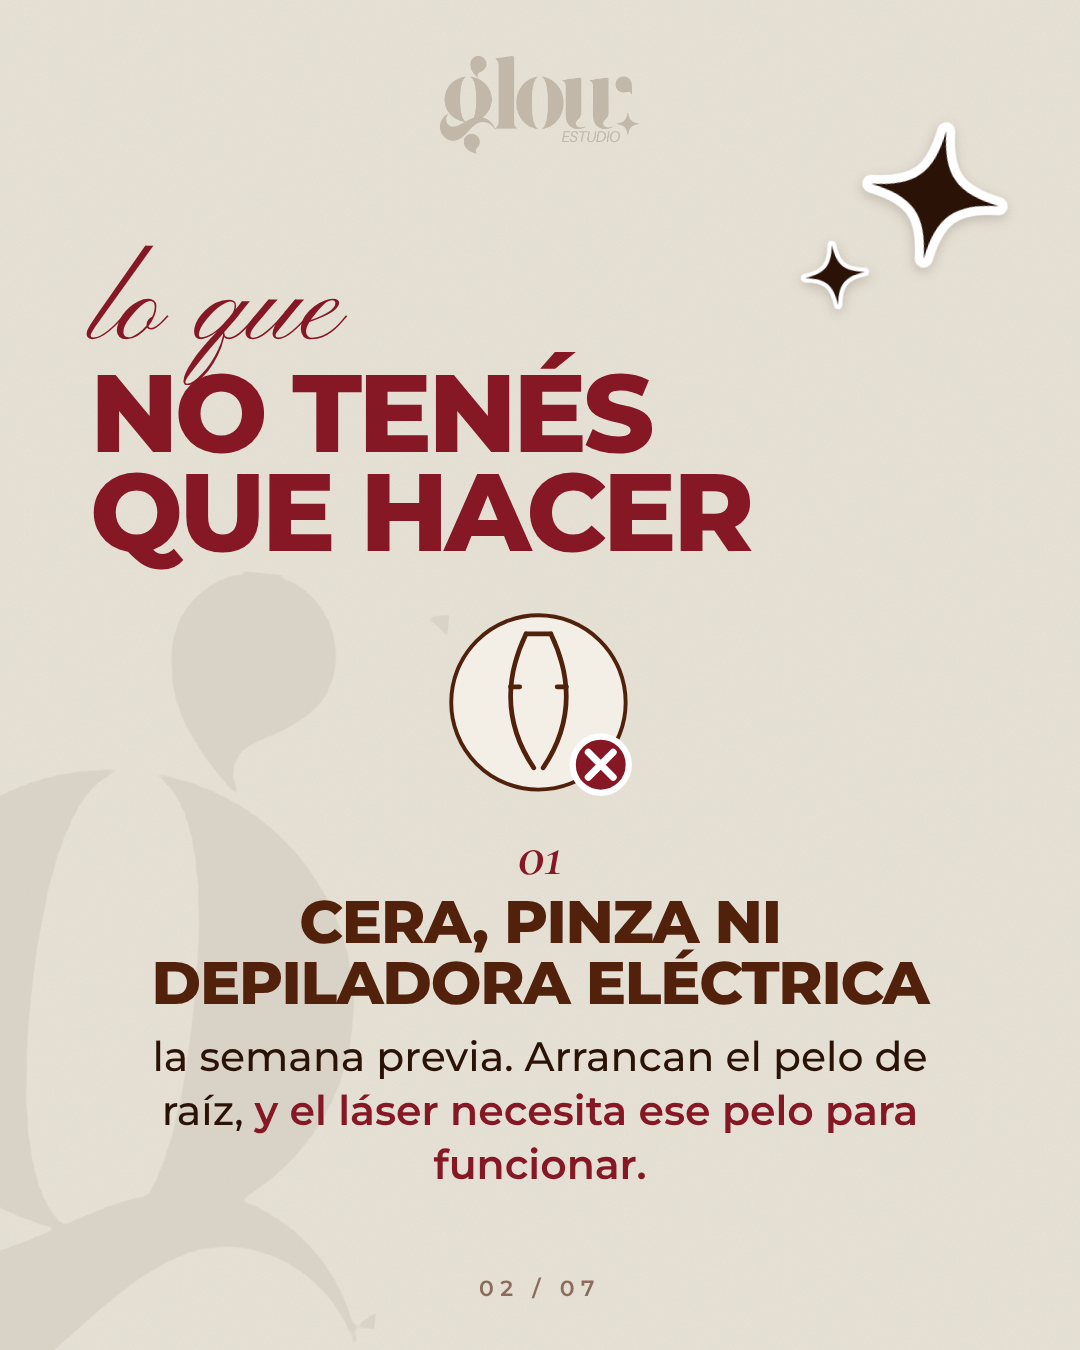 glow
ESTUDIO
lo que
NO TENÉS
QUE HACER
01
CERA, PINZA NI
DEPILADORA ELÉCTRICA
la semana previa. Arrancan el pelo de
raíz, y el láser necesita ese pelo para
funcionar.
02 / 07